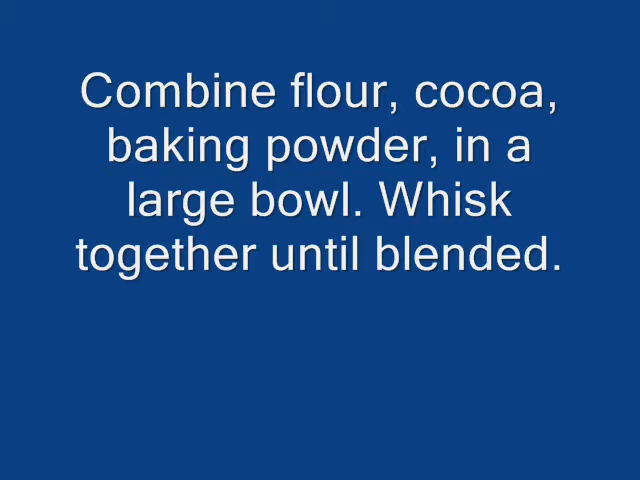 Combine flour, cocoa,
baking powder, in a
large bowl. Whisk
together until blended.